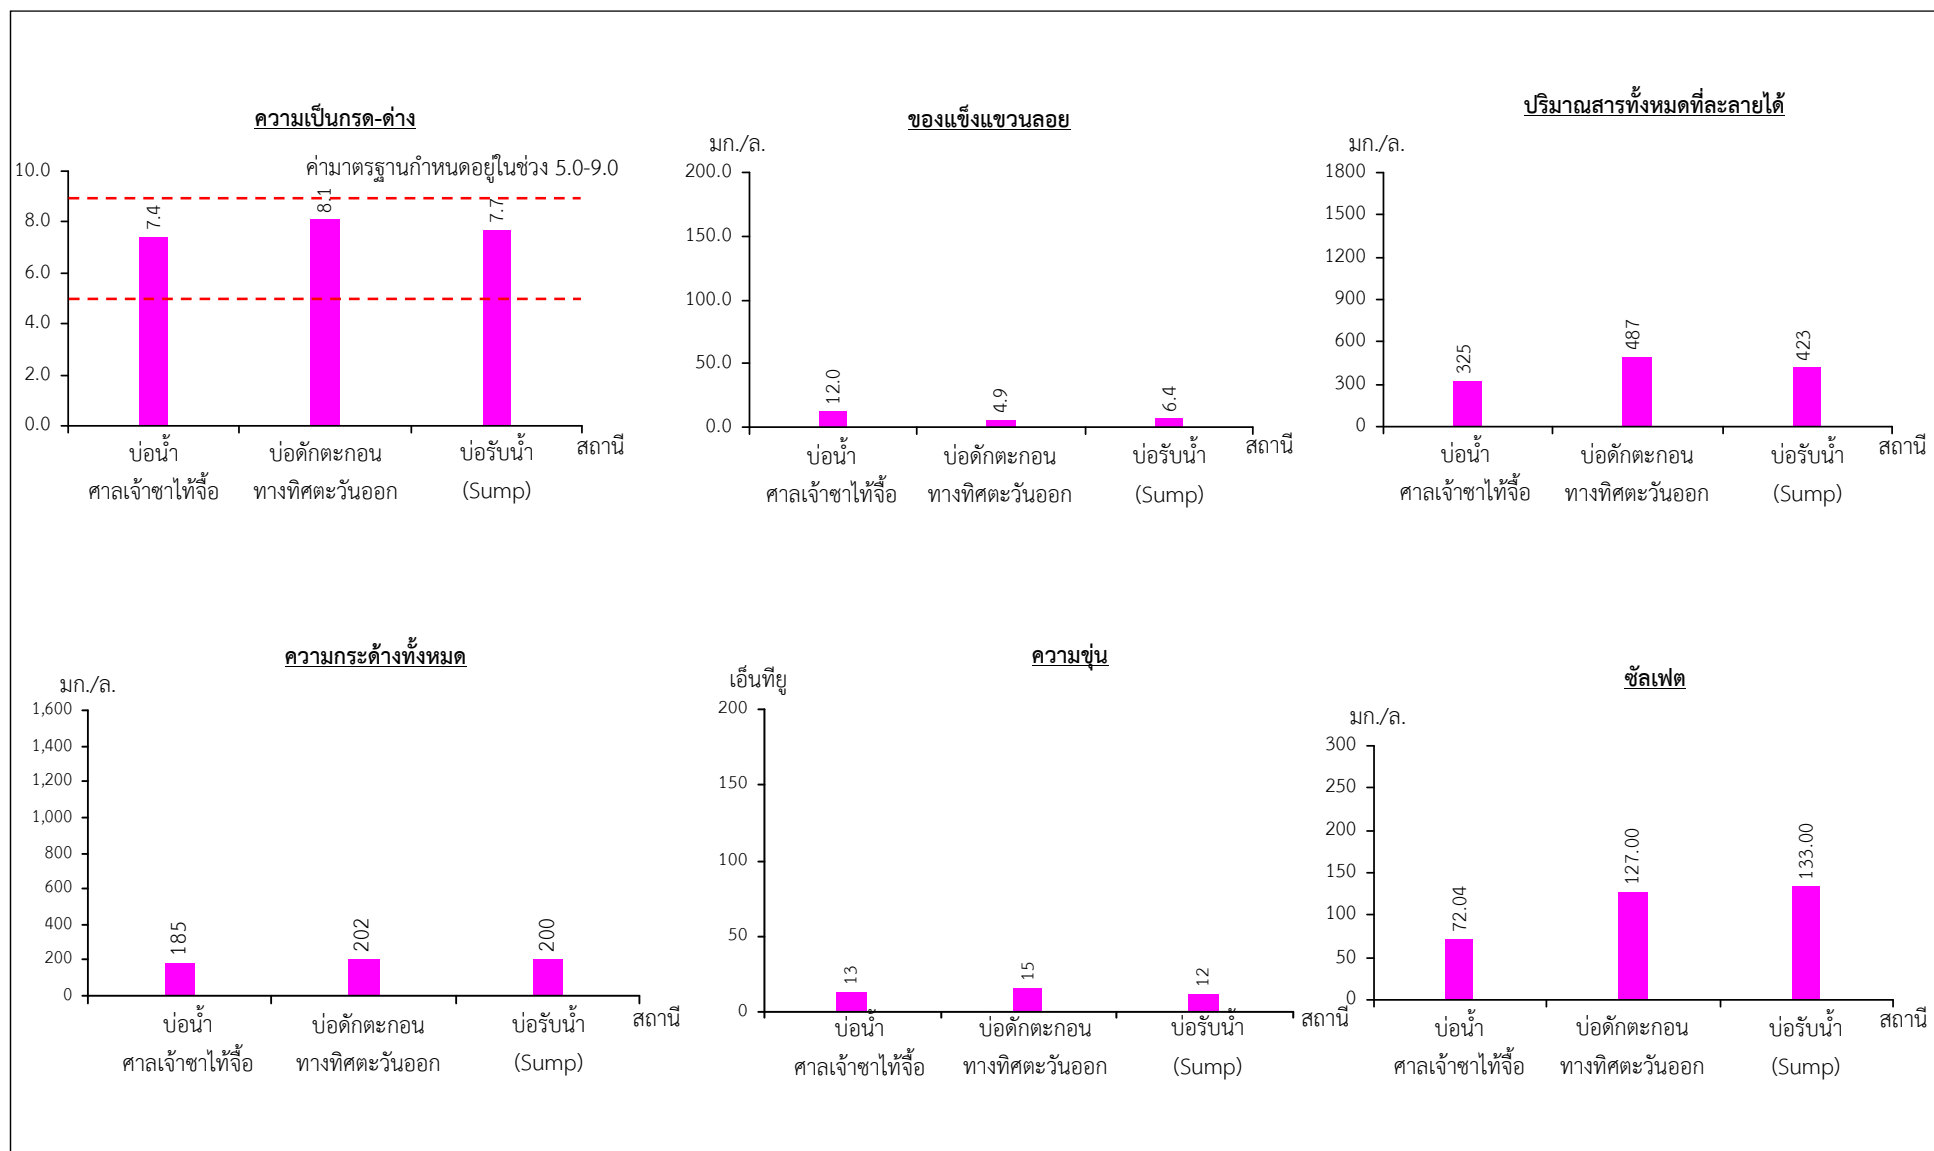 ความเป็นกรด-ด่าง
ค่ามาตรฐานกำหนดอยู่ในช่วง 5.0-9.0
10.0
8.0
6.0
4.0
2.0
0.0
7.4
8.1
7.7
บ่อน้ำ
ศาลเจ้าซาไท้จื้อ
บ่อดักตะกอน
ทางทิศตะวันออก
บ่อรับน้ำ
(Sump)
สถานี
ของแข็งแขวนลอย
มก./ล.
200.0
150.0
100.0
50.0
0.0
12.0
4.9
6.4
บ่อน้ำ
ศาลเจ้าซาไท้จื้อ
บ่อดักตะกอน
ทางทิศตะวันออก
บ่อรับน้ำ
(Sump)
สถานี
ปริมาณสารทั้งหมดที่ละลายได้
มก./ล.
1800
1500
1200
900
600
300
0
325
487
423
บ่อน้ำ
ศาลเจ้าซาไท้จื้อ
บ่อดักตะกอน
ทางทิศตะวันออก
บ่อรับน้ำ
(Sump)
สถานี
ความกระด้างทั้งหมด
มก./ล.
1,600
1,400
1,200
1,000
800
600
400
200
0
185
202
200
บ่อน้ำ
ศาลเจ้าซาไท้จื้อ
บ่อดักตะกอน
ทางทิศตะวันออก
บ่อรับน้ำ
(Sump)
สถานี
ความขุ่น
เอ็นทียู
200
150
100
50
0
13
15
12
บ่อน้ำ
ศาลเจ้าซาไท้จื้อ
บ่อดักตะกอน
ทางทิศตะวันออก
บ่อรับน้ำ
(Sump)
สถานี
ซัลเฟต
มก./ล.
300
250
200
150
100
50
0
72.04
127.00
133.00
บ่อน้ำ
ศาลเจ้าซาไท้จื้อ
บ่อดักตะกอน
ทางทิศตะวันออก
บ่อรับน้ำ
(Sump)
สถานี